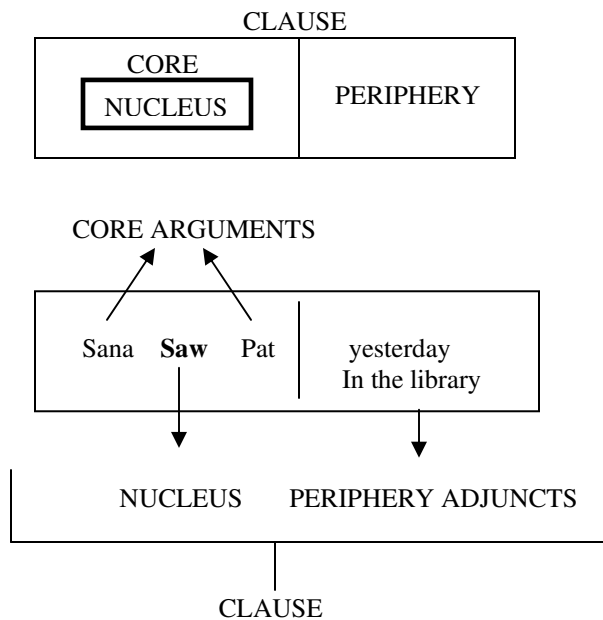 CLAUSE
CORE
NUCLEUS
PERIPHERY
CORE ARGUMENTS
Sana Saw Pat yesterday
In the library
NUCLEUS PERIPHERY ADJUNCTS
CLAUSE